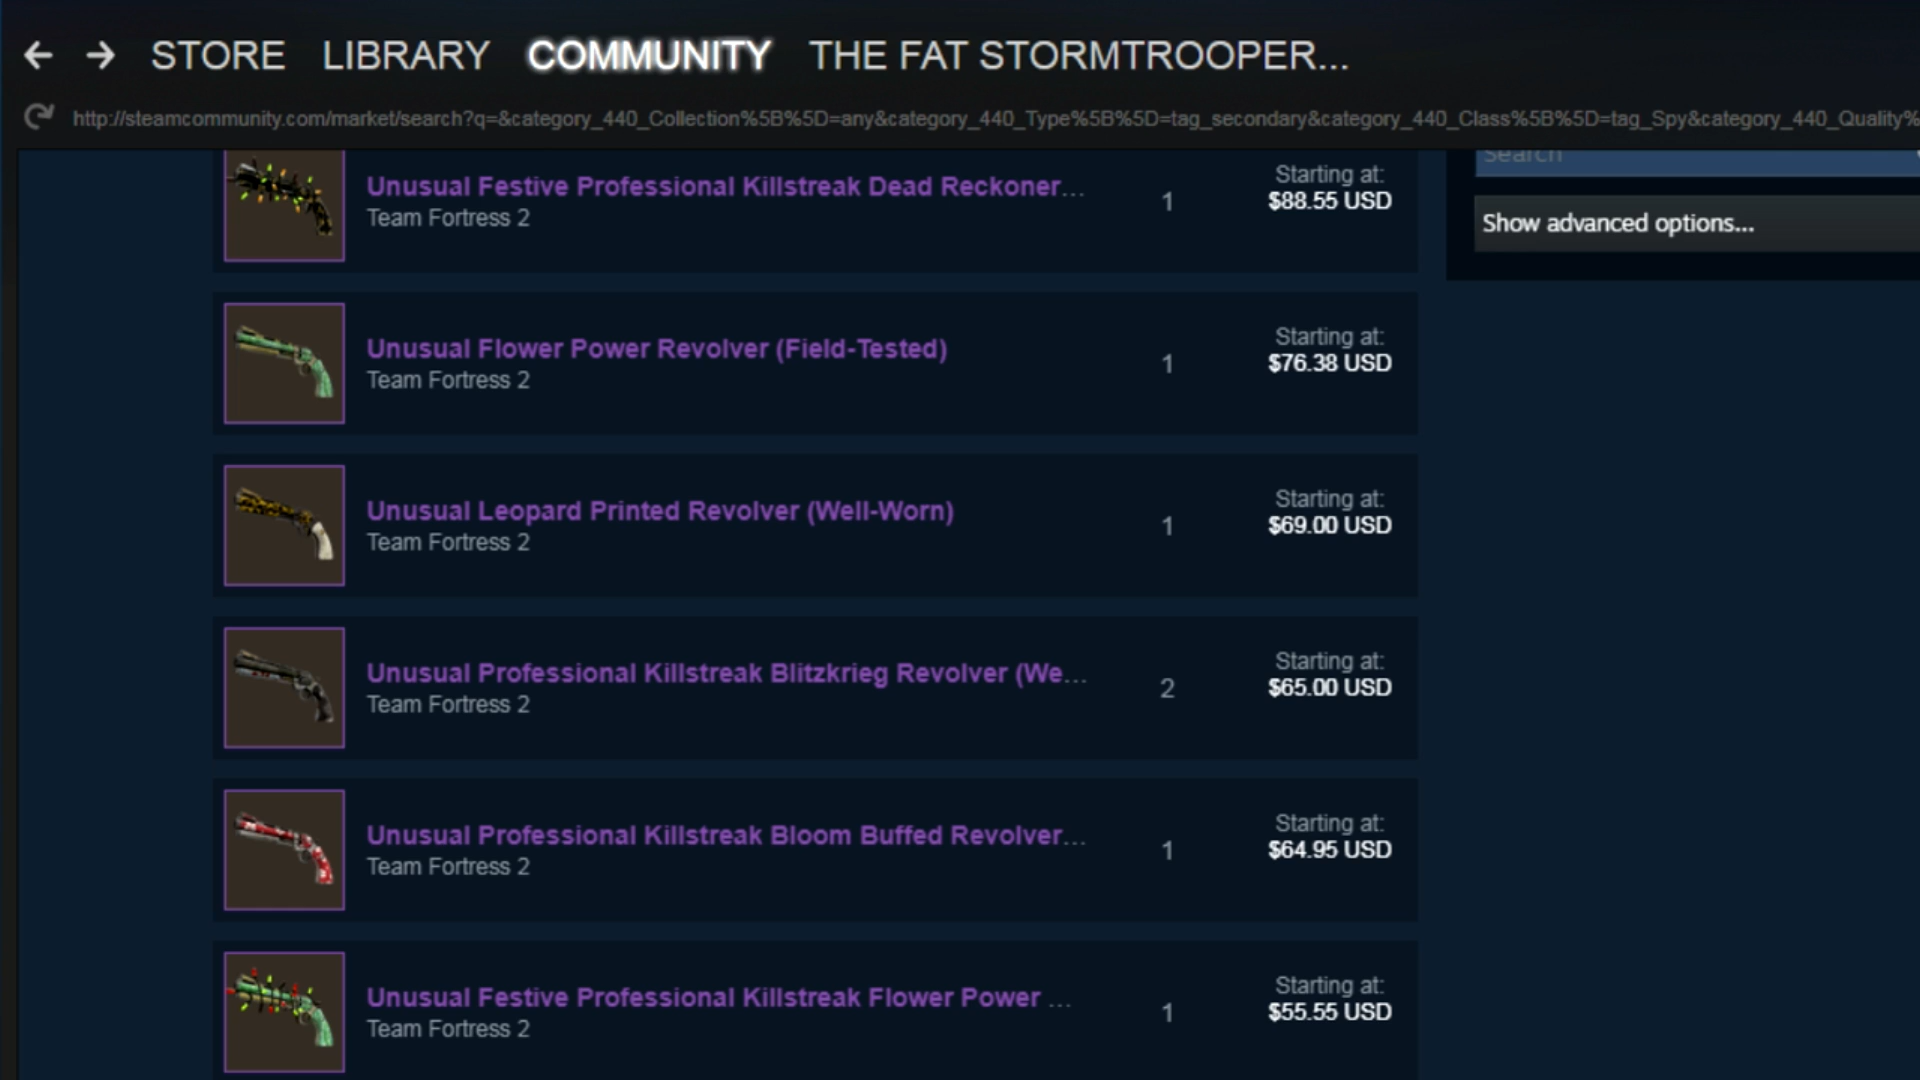 STORE LIBRARY COMMUNITY THE FAT STORMTROOPER...
http://steamcommunity.com/market/search?q=&category_440_Collection%5B%5D=any&category_440_Type%5B%5D=tag_secondary&category_440_Class%5B%5D=tag_Spy&category_440_Quality%
Search
Show advanced options...
Unusual Festive Professional Killstreak Dead Reckoner...
Team Fortress 2
1
Starting at:
$88.55 USD
Unusual Flower Power Revolver (Field-Tested)
Team Fortress 2
1
Starting at:
$76.38 USD
Unusual Leopard Printed Revolver (Well-Worn)
Team Fortress 2
1
Starting at:
$69.00 USD
Unusual Professional Killstreak Blitzkrieg Revolver (We...
Team Fortress 2
2
Starting at:
$65.00 USD
Unusual Professional Killstreak Bloom Buffed Revolver...
Team Fortress 2
1
Starting at:
$64.95 USD
Unusual Festive Professional Killstreak Flower Power ...
Team Fortress 2
1
Starting at:
$55.55 USD